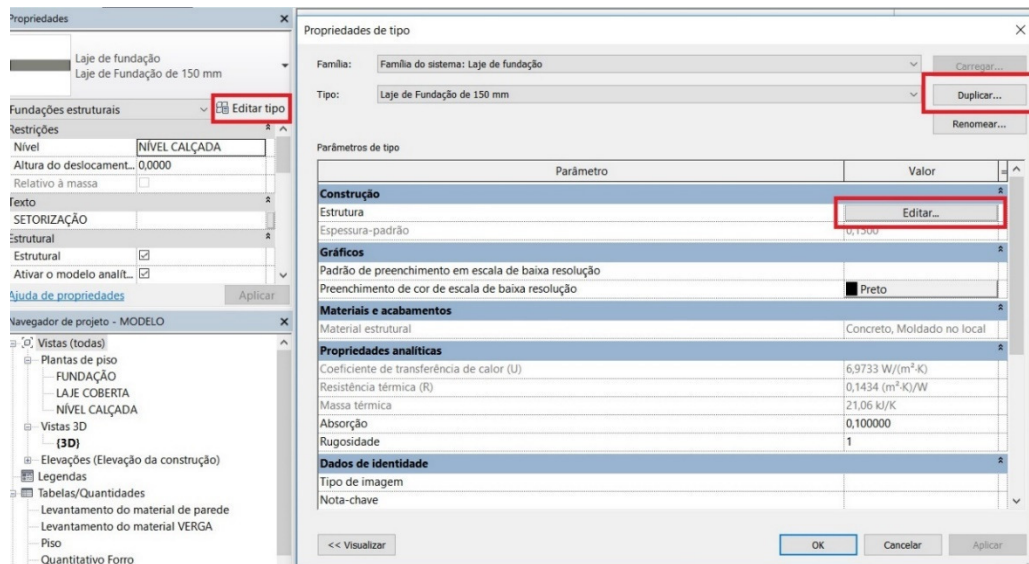 Propriedades
Laje de fundação
Laje de Fundação de 150 mm
Fundações estruturais
Editar tipo
Restrições
Nível NÍVEL CALÇADA
Altura do deslocament... 0,0000
Relativo à massa
Texto
SETORIZAÇÃO
Estrutural
Estrutural
Ativar o modelo analít...
Ajuda de propriedades
Aplicar
Navegador de projeto - MODELO
Vistas (todas)
Plantas de piso
FUNDAÇÃO
LAJE COBERTA
NÍVEL CALÇADA
Vistas 3D
{3D}
Elevações (Elevação da construção)
Legendas
Tabelas/Quantidades
Levantamento do material de parede
Levantamento do material VERGA
Piso
Quantitativo Forro
Propriedades de tipo
Família: Família do sistema: Laje de fundação Carregar...
Tipo: Laje de Fundação de 150 mm Duplicar...
Renomear...
Parâmetros de tipo
Parâmetro Valor =
Construção
Estrutura Editar...
Espessura-padrão 0,1500
Gráficos
Padrão de preenchimento em escala de baixa resolução
Preenchimento de cor de escala de baixa resolução Preto
Materiais e acabamentos
Material estrutural Concreto, Moldado no local
Propriedades analíticas
Coeficiente de transferência de calor (U) 6,9733 W/(m²·K)
Resistência térmica (R) 0,1434 (m²·K)/W
Massa térmica 21,06 kJ/K
Absorção 0,100000
Rugosidade 1
Dados de identidade
Tipo de imagem
Nota-chave
<< Visualizar OK Cancelar Aplicar